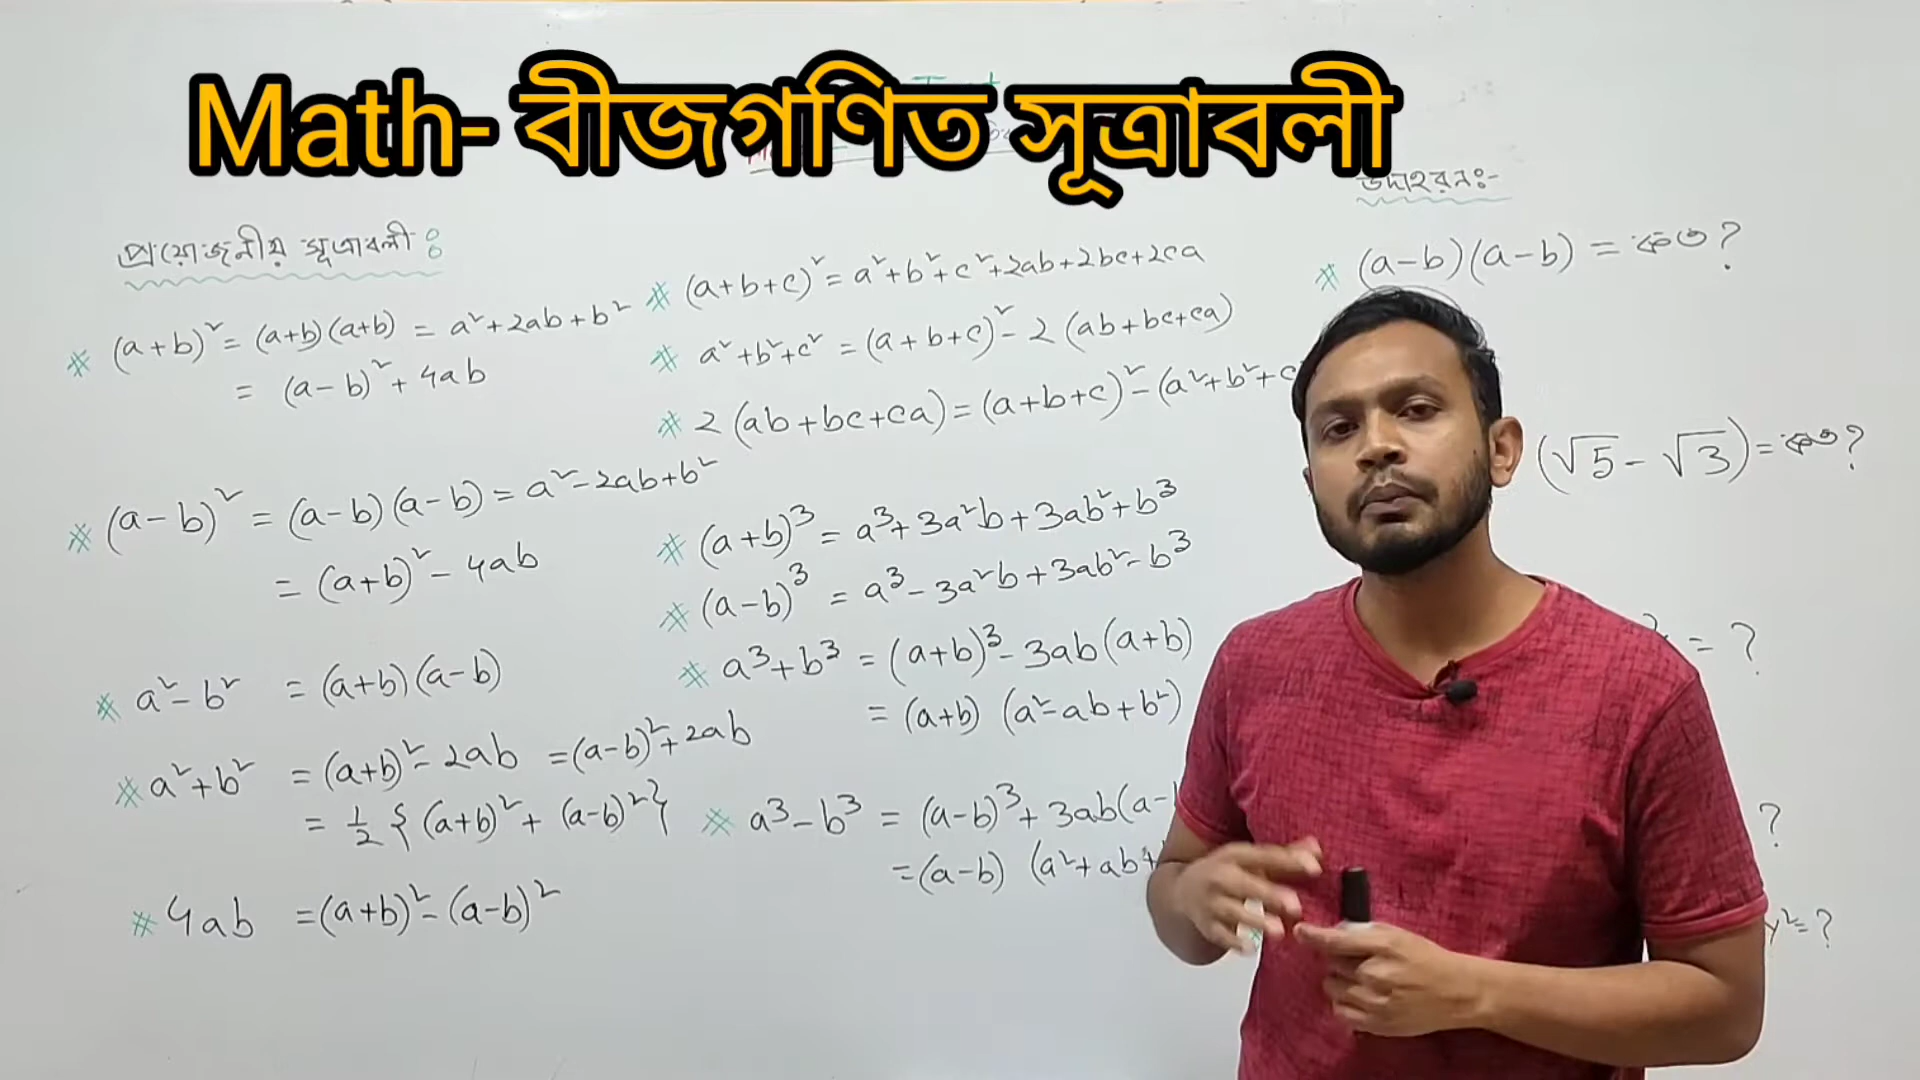 Math- বীজগণিত সূত্রাবলী
প্রয়োজনীয় সূত্রাবলী :
* (a+b)² = (a+b)(a+b) = a²+2ab+b²
= (a-b)² + 4ab
* (a-b)² = (a-b)(a-b) = a²-2ab+b²
= (a+b)² - 4ab
* a²-b² = (a+b)(a-b)
* a²+b² = (a+b)²-2ab = (a-b)²+2ab
= 1/2 {(a+b)² + (a-b)²}
* 4ab = (a+b)²-(a-b)²
* (a+b+c)² = a²+b²+c²+2ab+2bc+2ca
* a²+b²+c² = (a+b+c)²-2(ab+bc+ca)
* 2(ab+bc+ca) = (a+b+c)²-(a²+b²+c
* (a+b)³ = a³+3a²b+3ab²+b³
* (a-b)³ = a³-3a²b+3ab²-b³
* a³+b³ = (a+b)³-3ab(a+b)
= (a+b) (a²-ab+b²)
* a³-b³ = (a-b)³+3ab(a-
= (a-b) (a²+ab+
উদাহরনঃ-
* (a-b)(a-b) = কত?
(√5-√3) = কত?
= ?
?
y²=?